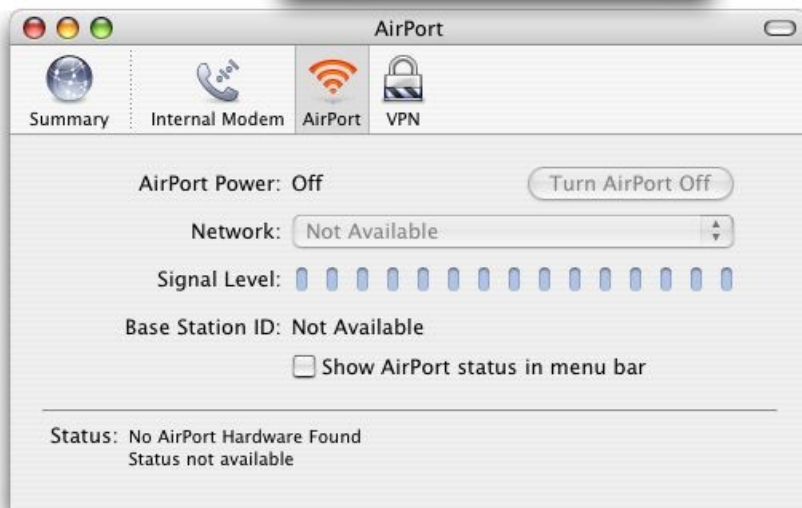 AirPort
Summary
Internal Modem
AirPort
VPN
AirPort Power: Off
Turn AirPort Off
Network: Not Available
Signal Level:
Base Station ID: Not Available
Show AirPort status in menu bar
Status: No AirPort Hardware Found
Status not available